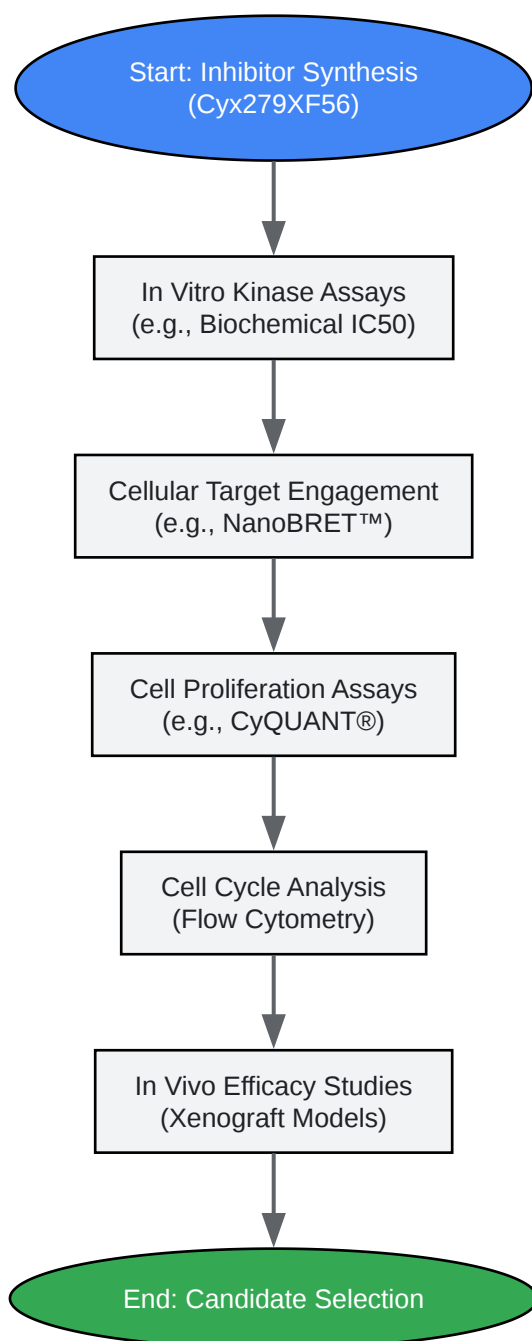 Start: Inhibitor Synthesis
(Cyx279XF56)
In Vitro Kinase Assays
(e.g., Biochemical IC50)
Cellular Target Engagement
(e.g., NanoBRET™)
Cell Proliferation Assays
(e.g., CyQUANT®)
Cell Cycle Analysis
(Flow Cytometry)
In Vivo Efficacy Studies
(Xenograft Models)
End: Candidate Selection